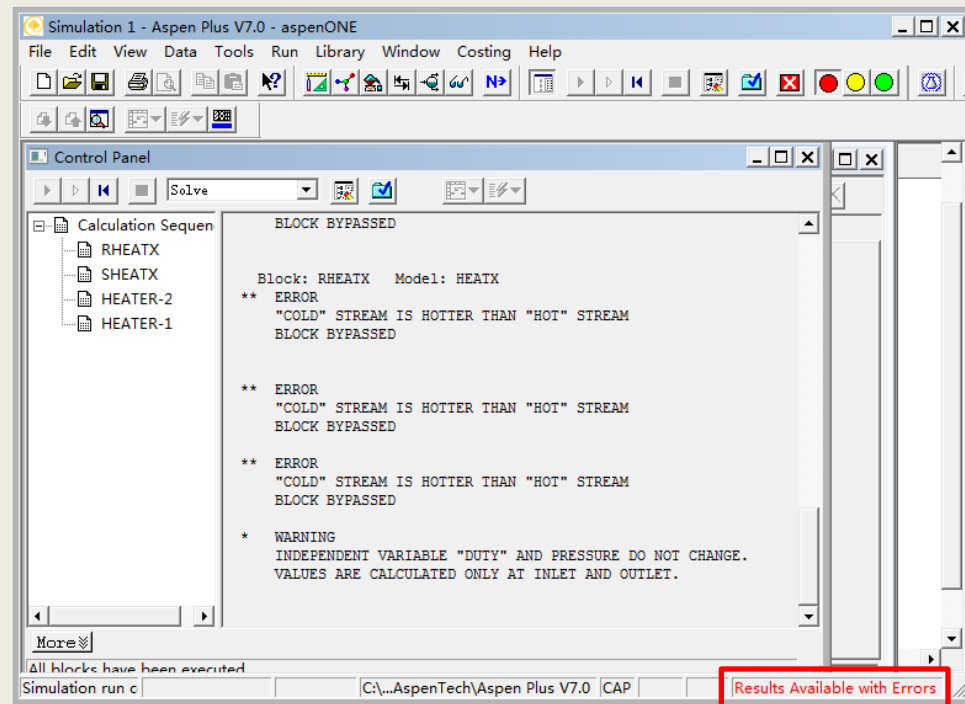 Simulation 1 - Aspen Plus V7.0 - aspenONE
File Edit View Data Tools Run Library Window Costing Help
N>
Control Panel
Solve
Calculation Sequen
RHEATX
SHEATX
HEATER-2
HEATER-1
BLOCK BYPASSED
Block: RHEATX Model: HEATX
** ERROR
"COLD" STREAM IS HOTTER THAN "HOT" STREAM
BLOCK BYPASSED
** ERROR
"COLD" STREAM IS HOTTER THAN "HOT" STREAM
BLOCK BYPASSED
** ERROR
"COLD" STREAM IS HOTTER THAN "HOT" STREAM
BLOCK BYPASSED
* WARNING
INDEPENDENT VARIABLE "DUTY" AND PRESSURE DO NOT CHANGE.
VALUES ARE CALCULATED ONLY AT INLET AND OUTLET.
More
All blocks have been executed
Simulation run c C:\...AspenTech\Aspen Plus V7.0 CAP Results Available with Errors